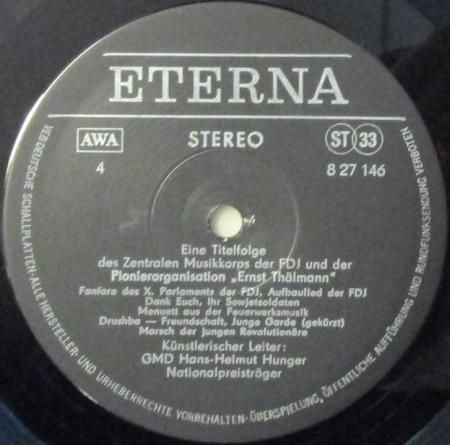 ETERNA
AWA
STEREO
ST 33
4
8 27 146
Eine Titelfolge
des Zentralen Musikkorps der FDJ und der
Pionierorganisation „Ernst Thälmann“
Fanfare des X. Parlaments der FDJ, Aufbaulied der FDJ
Dank Euch, ihr Sowjetsoldaten
Menuett aus der Feuerwerksmusik
Drushba — Freundschaft, Junge Garde (gekürzt)
Marsch der jungen Revolutionäre
Künstlerischer Leiter:
GMD Hans-Helmut Hunger
Nationalpreisträger
VEB DEUTSCHE SCHALLPLATTEN · ALLE HERSTELLER- UND URHEBERRECHTE VORBEHALTEN · ÜBERSPIELUNG, ÖFFENTLICHE AUFFÜHRUNG UND RUNDFUNKSENDUNG VERBOTEN